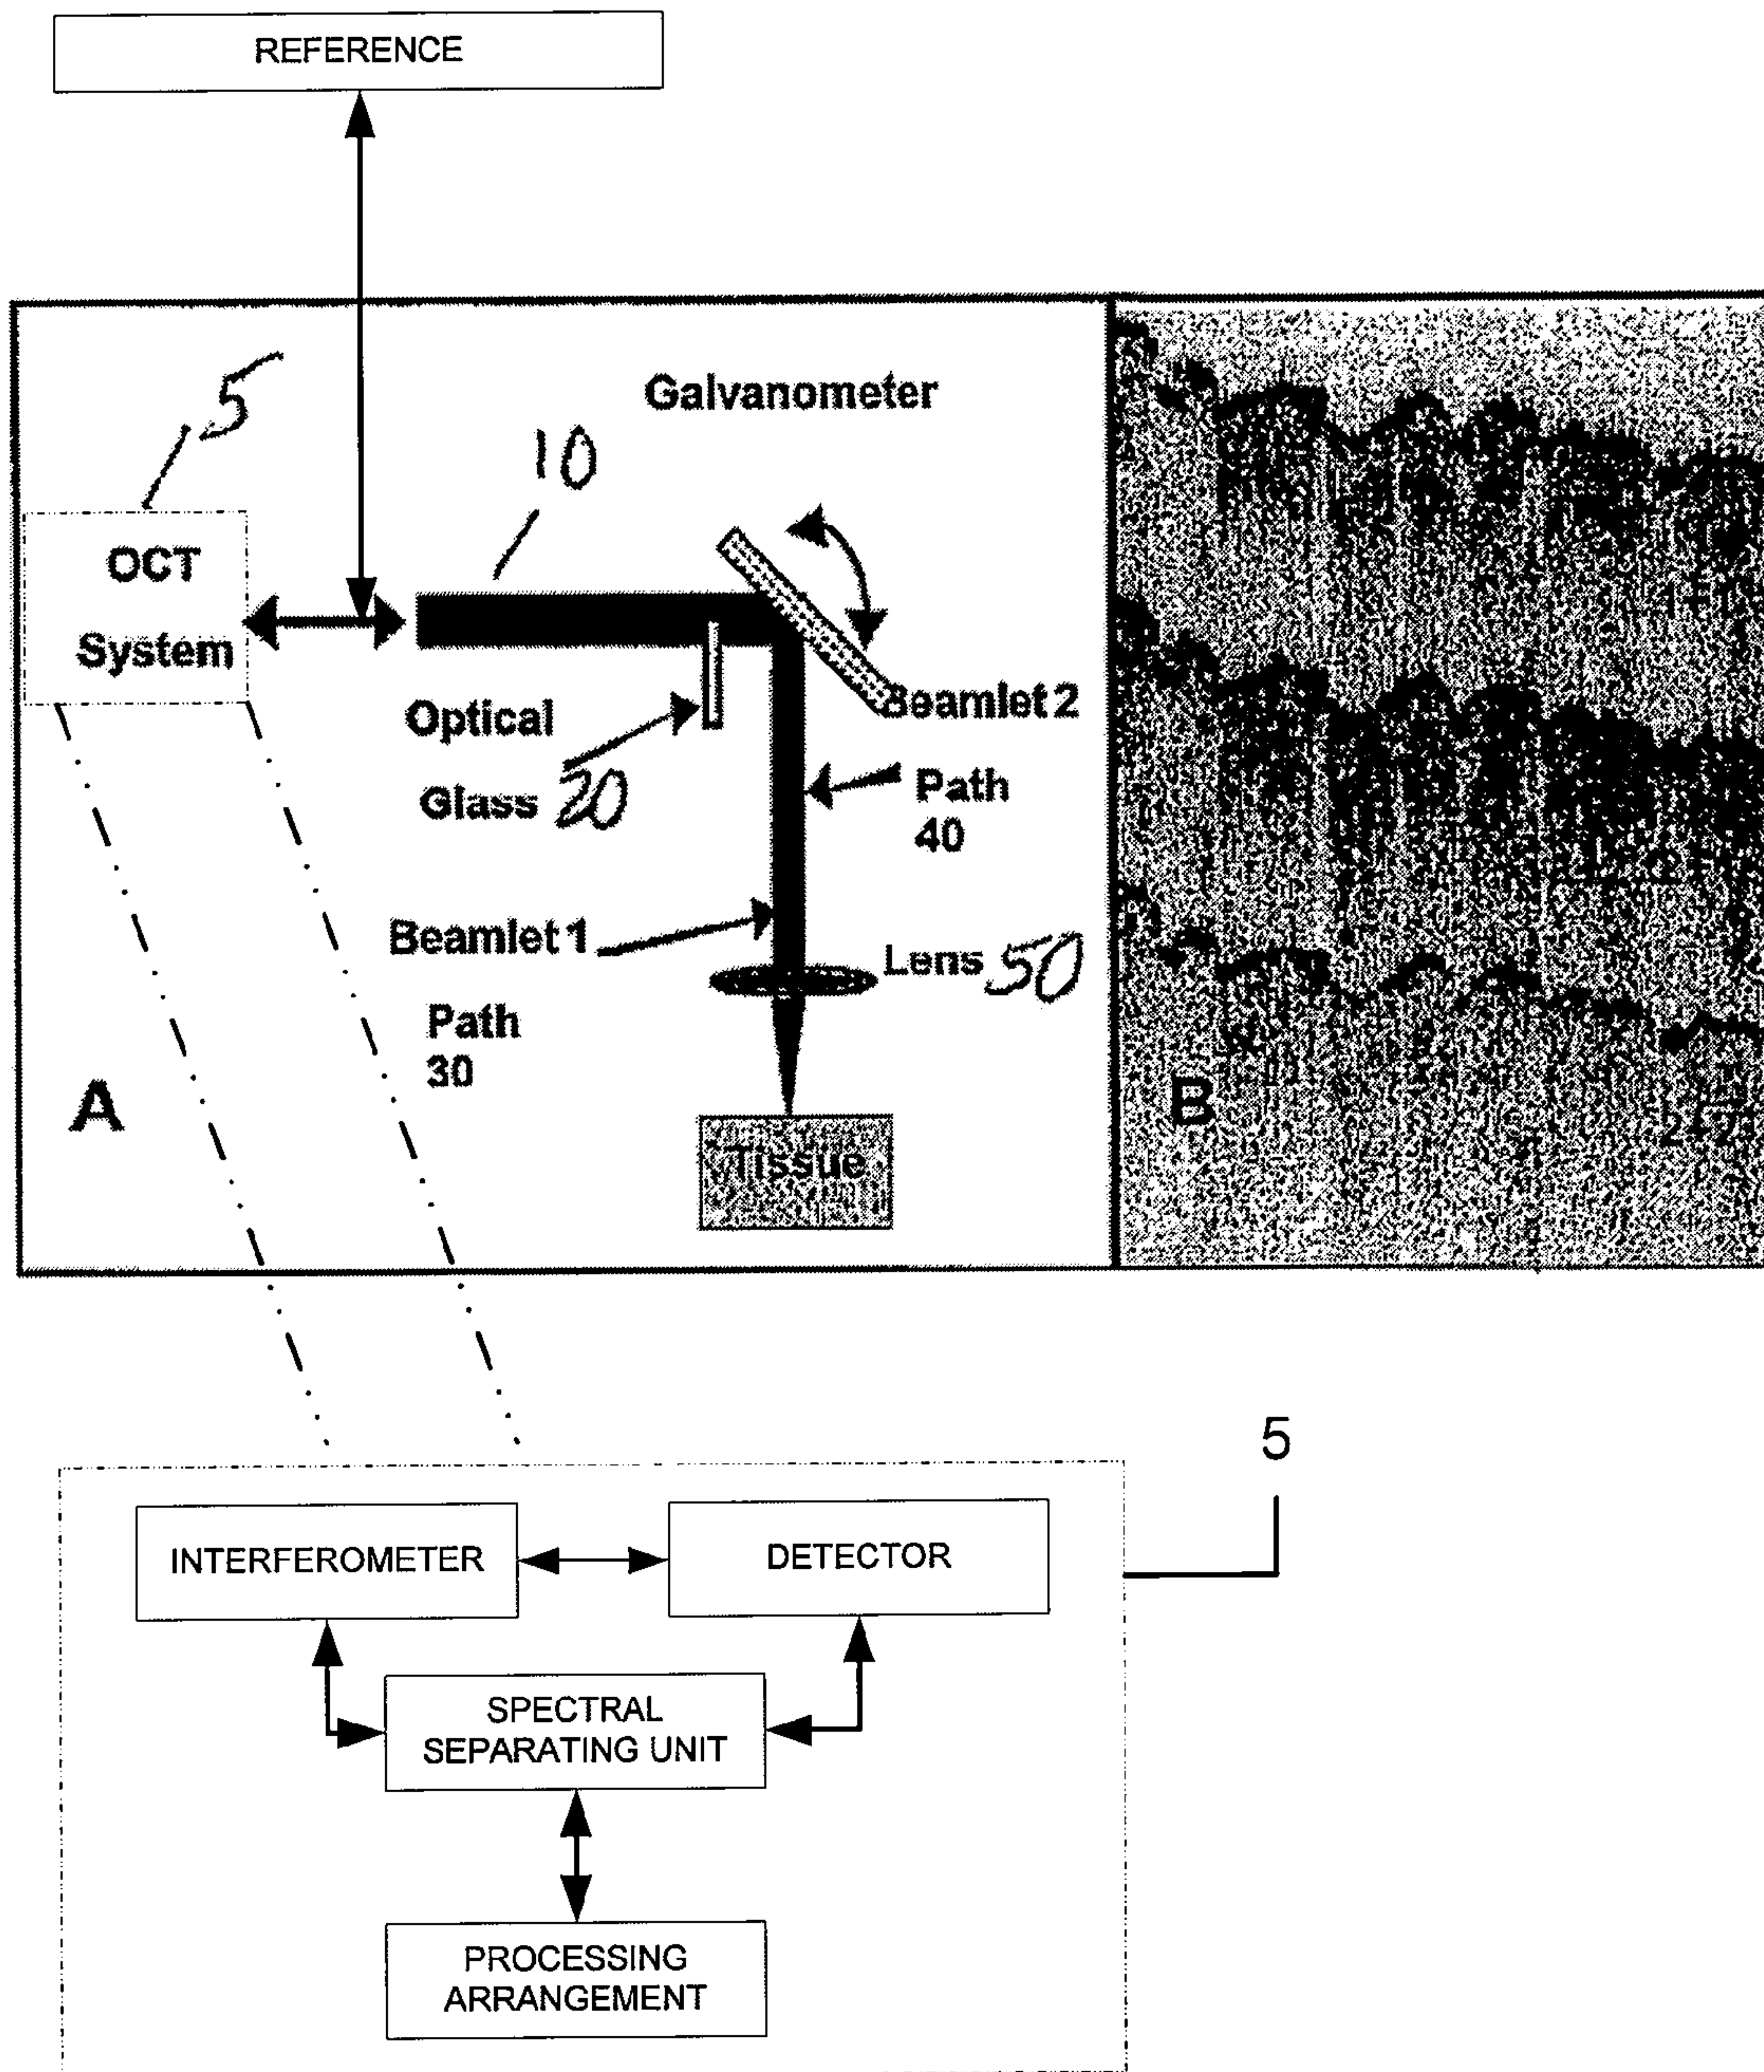 REFERENCE
5
Galvanometer
10
OCT
System
Optical
Glass 20
Beamlet 2
Path
40
Beamlet 1
Lens 50
Path
30
A
Tissue
B
5
INTERFEROMETER
DETECTOR
SPECTRAL
SEPARATING UNIT
PROCESSING
ARRANGEMENT